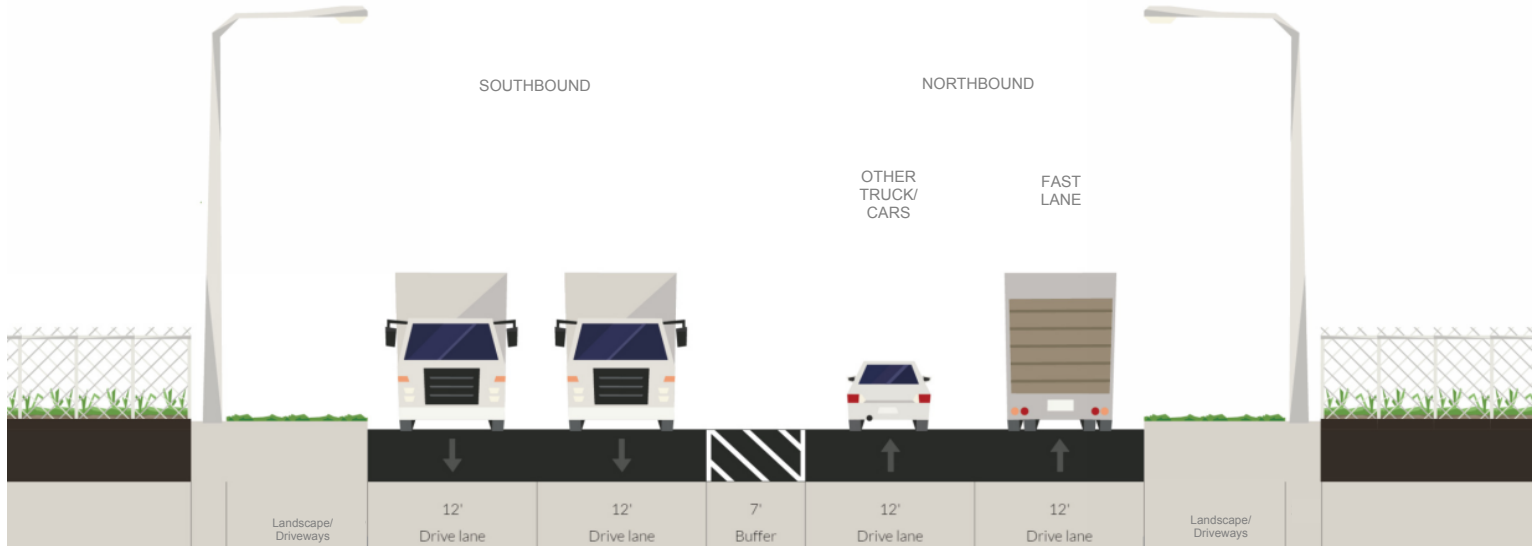 SOUTHBOUND
NORTHBOUND
OTHER
TRUCK/
CARS
FAST
LANE
Landscape/
Driveways
12'
Drive lane
12'
Drive lane
7'
Buffer
12'
Drive lane
12'
Drive lane
Landscape/
Driveways